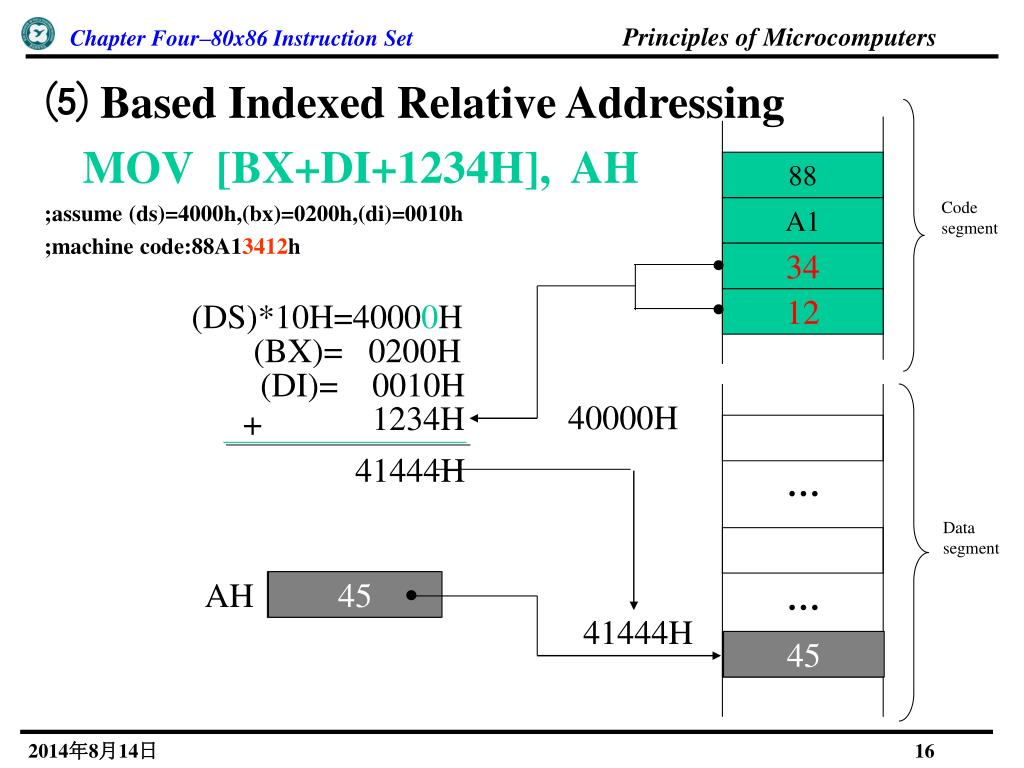 Chapter Four–80x86 Instruction Set
Principles of Microcomputers
⑸ Based Indexed Relative Addressing
MOV [BX+DI+1234H], AH
;assume (ds)=4000h,(bx)=0200h,(di)=0010h
;machine code:88A13412h
88
A1
34
12
Code
segment
(DS)*10H=40000H
(BX)= 0200H
(DI)= 0010H
+ 1234H
41444H
40000H
...
Data
segment
...
AH 45
41444H
45
2014年8月14日
16